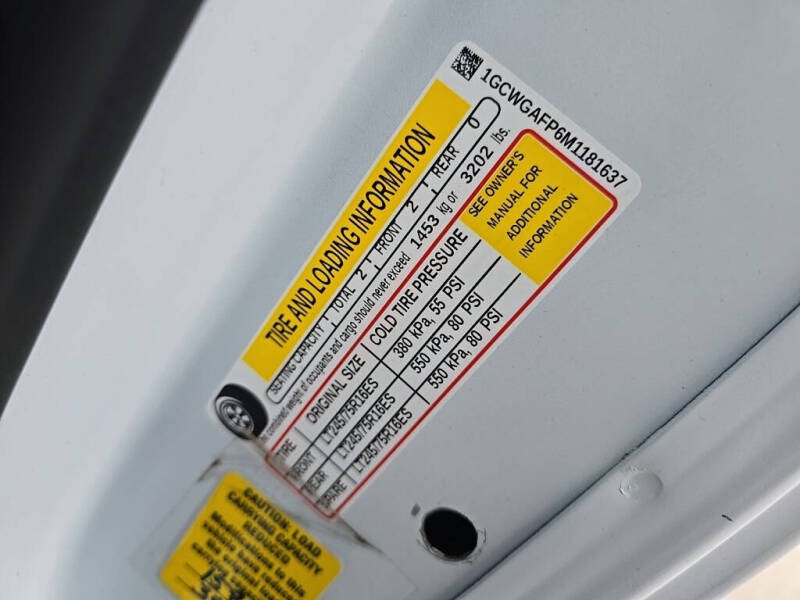 1GCWGAFP6M1181637
TIRE AND LOADING INFORMATION
SEATING CAPACITY TOTAL 2 FRONT 2 REAR 0
combined weight of occupants and cargo should never exceed 1453 kg or 3202 lbs.
TIRE ORIGINAL SIZE COLD TIRE PRESSURE
FRONT LT245/75R16ES 380 kPa, 55 PSI
REAR LT245/75R16ES 550 kPa, 80 PSI
SPARE LT245/75R16ES 550 kPa, 80 PSI
SEE OWNER'S
MANUAL FOR
ADDITIONAL
INFORMATION
CAUTION: LOAD
CARRYING CAPACITY
REDUCED
Modifications to this